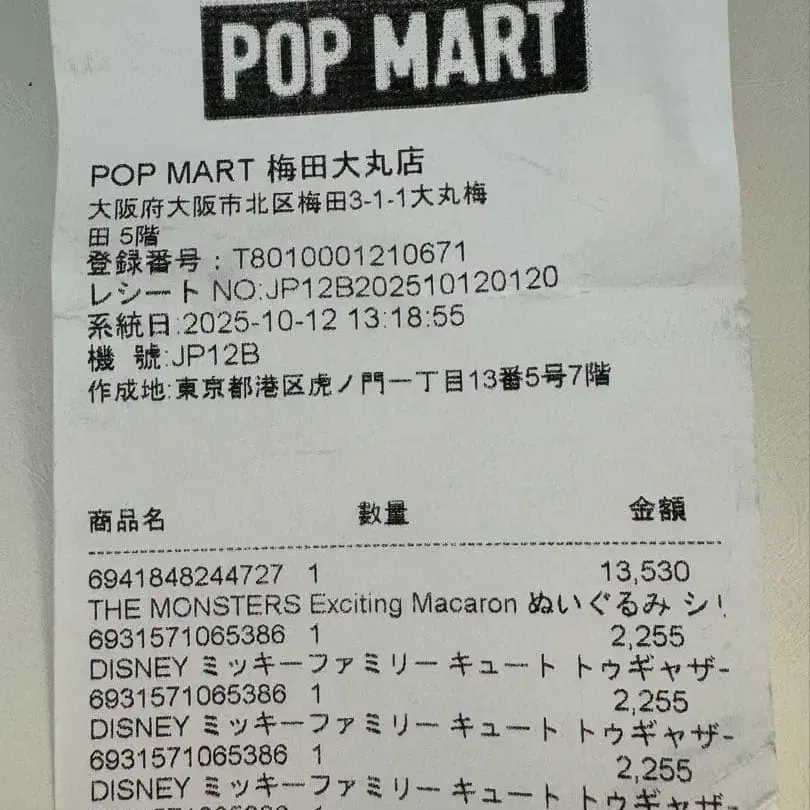 POP MART
POP MART 梅田大丸店
大阪府大阪市北区梅田3-1-1大丸梅
田 5階
登録番号：T8010001210671
レシート NO:JP12B202510120120
系統日:2025-10-12 13:18:55
機 號:JP12B
作成地:東京都港区虎ノ門一丁目13番5号7階
商品名 数量 金額
6941848244727 1 13,530
THE MONSTERS Exciting Macaron ぬいぐるみ シリ
6931571065386 1 2,255
DISNEY ミッキーファミリー キュート トゥギャザー
6931571065386 1 2,255
DISNEY ミッキーファミリー キュート トゥギャザー
6931571065386 1 2,255
DISNEY ミッキーファミリー キュート トゥギャザー
6931571065386 1